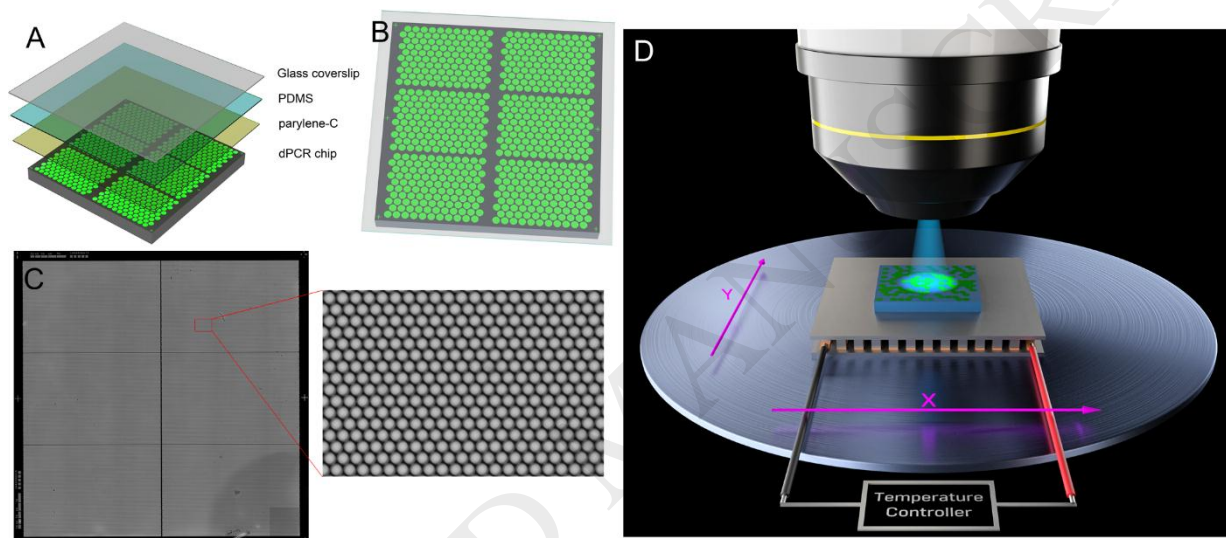 A
Glass coverslip
PDMS
parylene-C
dPCR chip
B
C
D
Y
X
Temperature
Controller